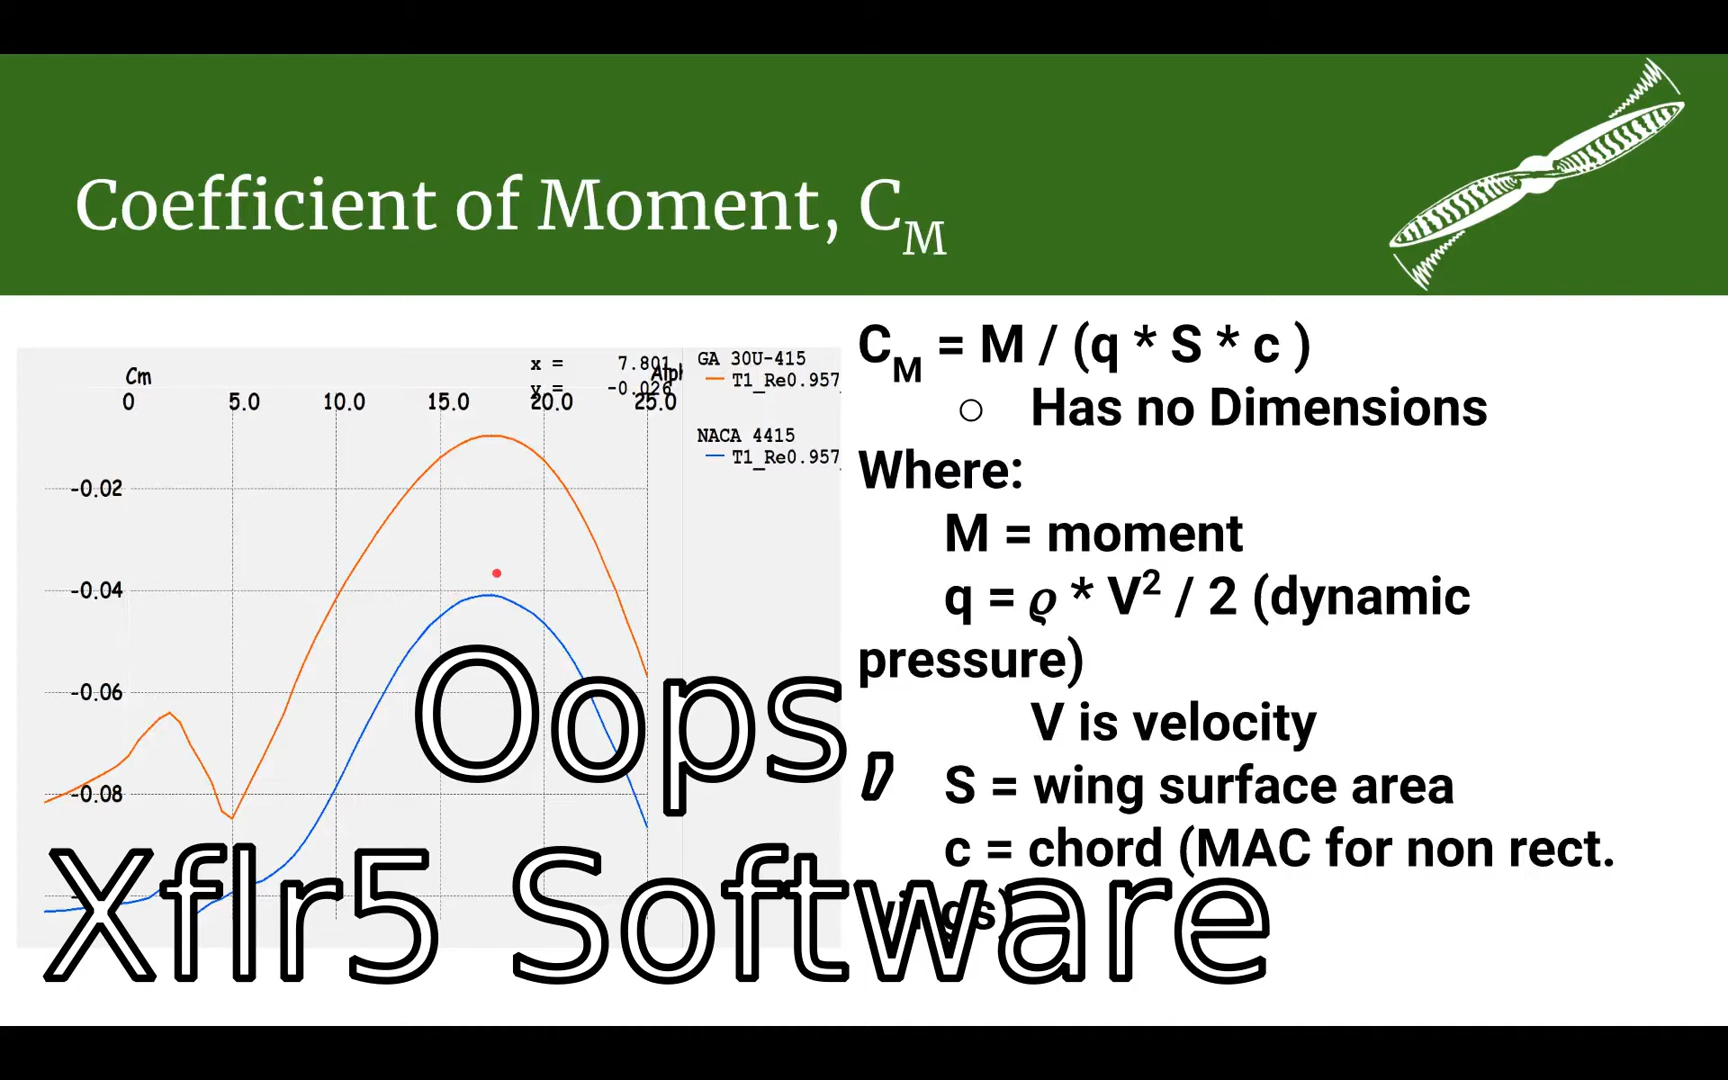 Coefficient of Moment, CM
Cm
x = 7.801
y = -0.026
0 5.0 10.0 15.0 20.0 25.0
-0.02
-0.04
-0.06
-0.08
GA 30U-415
T1_Re0.957
NACA 4415
T1_Re0.957
CM = M / (q * S * c )
○ Has no Dimensions
Where:
M = moment
q = ϱ * V2 / 2 (dynamic
pressure)
V is velocity
S = wing surface area
c = chord (MAC for non rect.
Oops,
Xflr5 Software